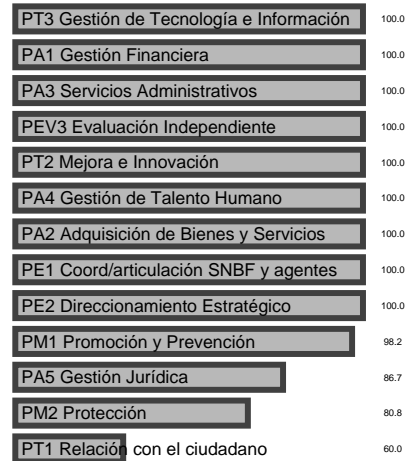 PT3 Gestión de Tecnología e Información 100.0
PA1 Gestión Financiera 100.0
PA3 Servicios Administrativos 100.0
PEV3 Evaluación Independiente 100.0
PT2 Mejora e Innovación 100.0
PA4 Gestión de Talento Humano 100.0
PA2 Adquisición de Bienes y Servicios 100.0
PE1 Coord/articulación SNBF y agentes 100.0
PE2 Direccionamiento Estratégico 100.0
PM1 Promoción y Prevención 98.2
PA5 Gestión Jurídica 86.7
PM2 Protección 80.8
PT1 Relación con el ciudadano 60.0